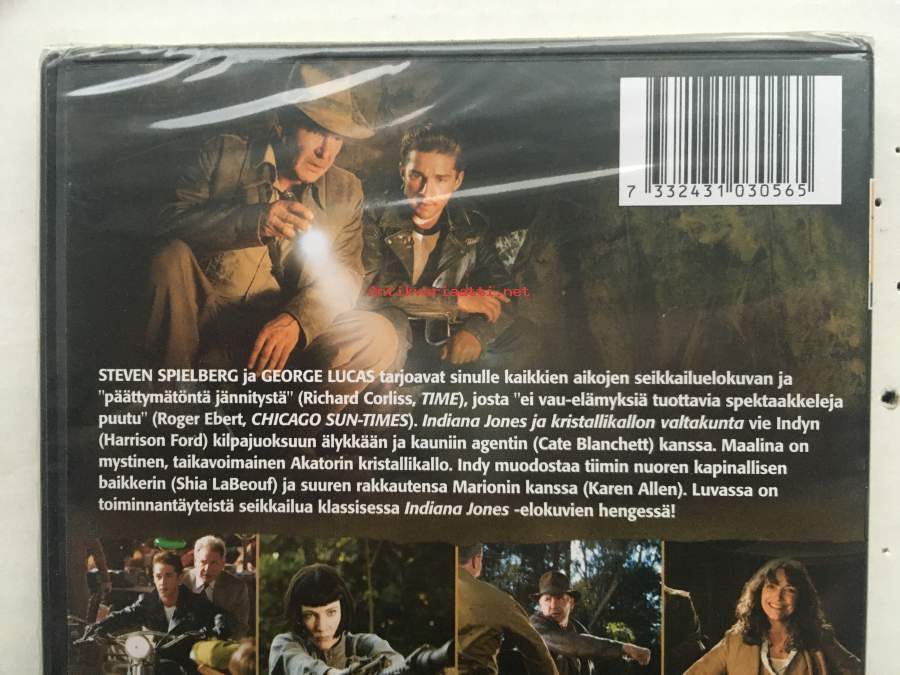 7 332431 030565
Antikvariaatti.net
STEVEN SPIELBERG ja GEORGE LUCAS tarjoavat sinulle kaikkien aikojen seikkailuelokuvan ja
"päättymätöntä jännitystä" (Richard Corliss, TIME), josta "ei vau-elämyksiä tuottavia spektaakkeleja
puutu" (Roger Ebert, CHICAGO SUN-TIMES). Indiana Jones ja kristallikallon valtakunta vie Indyn
(Harrison Ford) kilpajuoksuun älykkään ja kauniin agentin (Cate Blanchett) kanssa. Maalina on
mystinen, taikavoimainen Akatorin kristallikallo. Indy muodostaa tiimin nuoren kapinallisen
baikkerin (Shia LaBeouf) ja suuren rakkautensa Marionin kanssa (Karen Allen). Luvassa on
toiminnantäyteistä seikkailua klassisessa Indiana Jones -elokuvien hengessä!